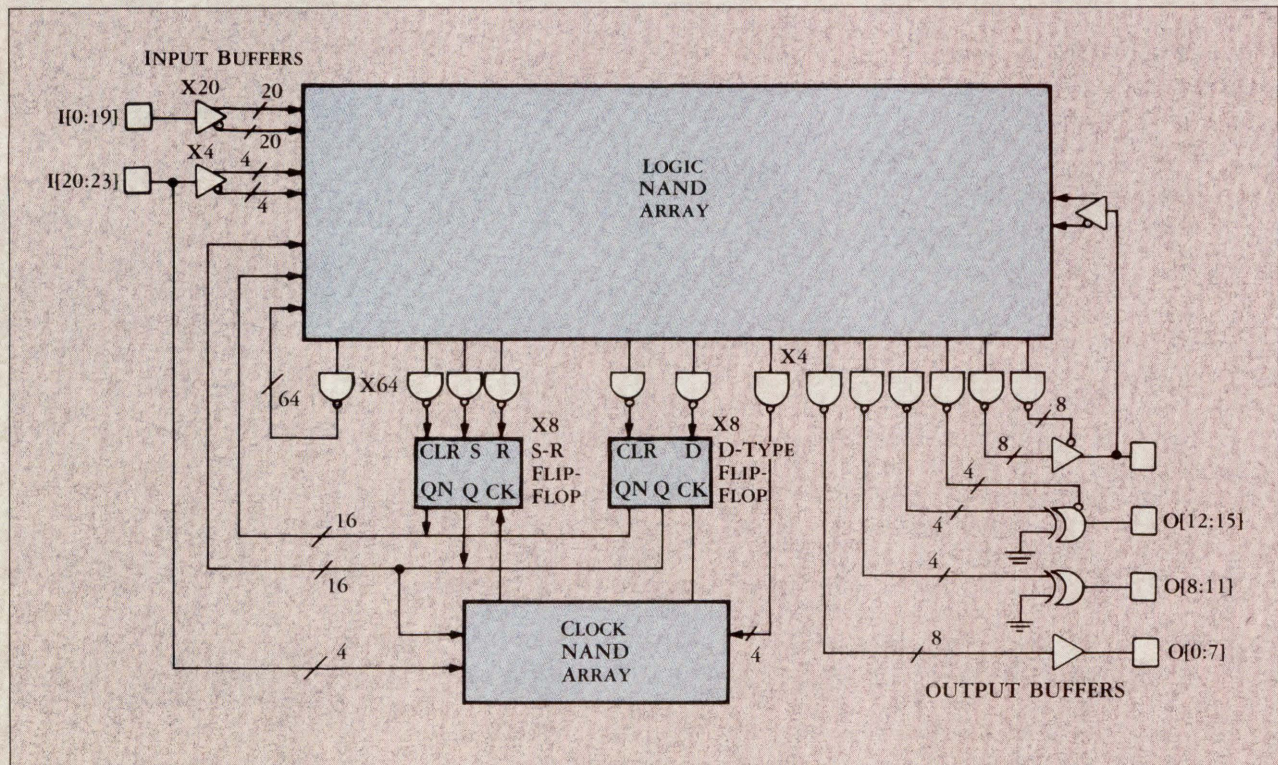 INPUT BUFFERS
X20
20
I[0:19]
20
X4
4
I[20:23]
4
LOGIC
NAND
ARRAY
X4
64
X64
8
X8
X8
CLR S R
S-R
FLIP-
FLOP
QN Q CK
CLR D
D-TYPE
FLIP-
FLOP
QN Q CK
8
4
4
O[12:15]
16
16
4
O[8:11]
CLOCK
NAND
ARRAY
4
4
8
O[0:7]
OUTPUT BUFFERS